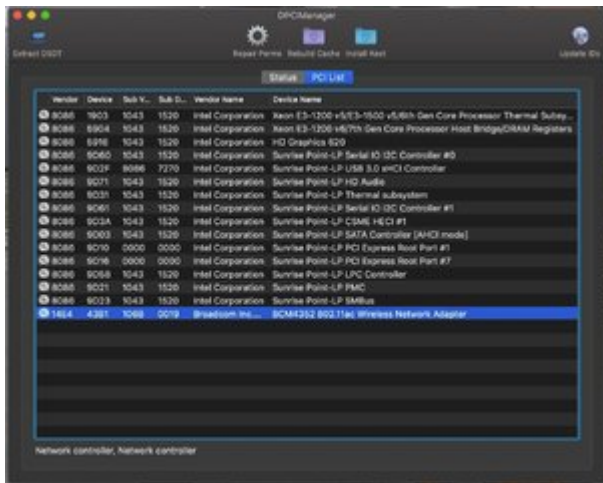 DPCIManager
Extract DSDT Repair Perms Rebuild Cache Install Kext Update IDs
Status PCI List
Vendor Device Sub V... Sub D... Vendor Name Device Name
8086 1903 1043 1520 Intel Corporation Xeon E3-1200 v5/E3-1500 v5/6th Gen Core Processor Thermal Subsy...
8086 5904 1043 1520 Intel Corporation Xeon E3-1200 v6/7th Gen Core Processor Host Bridge/DRAM Registers
8086 5916 1043 1520 Intel Corporation HD Graphics 620
8086 9D60 1043 1520 Intel Corporation Sunrise Point-LP Serial IO I2C Controller #0
8086 9D2F 8086 7270 Intel Corporation Sunrise Point-LP USB 3.0 xHCI Controller
8086 9D71 1043 1520 Intel Corporation Sunrise Point-LP HD Audio
8086 9D31 1043 1520 Intel Corporation Sunrise Point-LP Thermal subsystem
8086 9D61 1043 1520 Intel Corporation Sunrise Point-LP Serial IO I2C Controller #1
8086 9D3A 1043 1520 Intel Corporation Sunrise Point-LP CSME HECI #1
8086 9D03 1043 1520 Intel Corporation Sunrise Point-LP SATA Controller [AHCI mode]
8086 9D10 0000 0000 Intel Corporation Sunrise Point-LP PCI Express Root Port #1
8086 9D16 0000 0000 Intel Corporation Sunrise Point-LP PCI Express Root Port #7
8086 9D58 1043 1520 Intel Corporation Sunrise Point-LP LPC Controller
8086 9D21 1043 1520 Intel Corporation Sunrise Point-LP PMC
8086 9D23 1043 1520 Intel Corporation Sunrise Point-LP SMBus
14E4 43B1 1068 0019 Broadcom Inc.... BCM4352 802.11ac Wireless Network Adapter
Network controller, Network controller